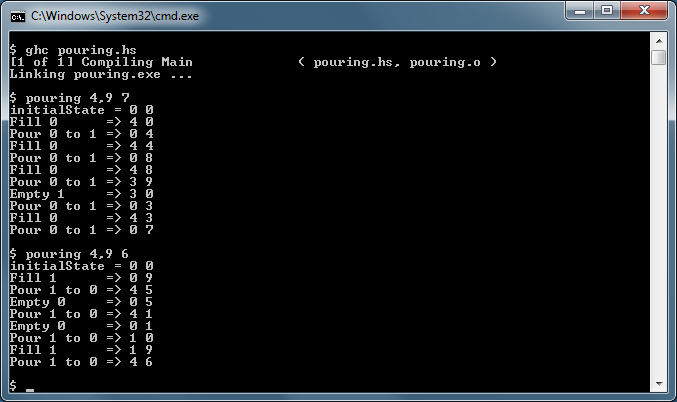 C:\Windows\System32\cmd.exe
$ ghc pouring.hs
[1 of 1] Compiling Main             ( pouring.hs, pouring.o )
Linking pouring.exe ...
$ pouring 4,9 7
initialState = 0 0
Fill 0      => 4 0
Pour 0 to 1 => 0 4
Fill 0      => 4 4
Pour 0 to 1 => 0 8
Fill 0      => 4 8
Pour 0 to 1 => 3 9
Empty 1     => 3 0
Pour 0 to 1 => 0 3
Fill 0      => 4 3
Pour 0 to 1 => 0 7
$ pouring 4,9 6
initialState = 0 0
Fill 1      => 0 9
Pour 1 to 0 => 4 5
Empty 0     => 0 5
Pour 1 to 0 => 4 1
Empty 0     => 0 1
Pour 1 to 0 => 1 0
Fill 1      => 1 9
Pour 1 to 0 => 4 6
$ _